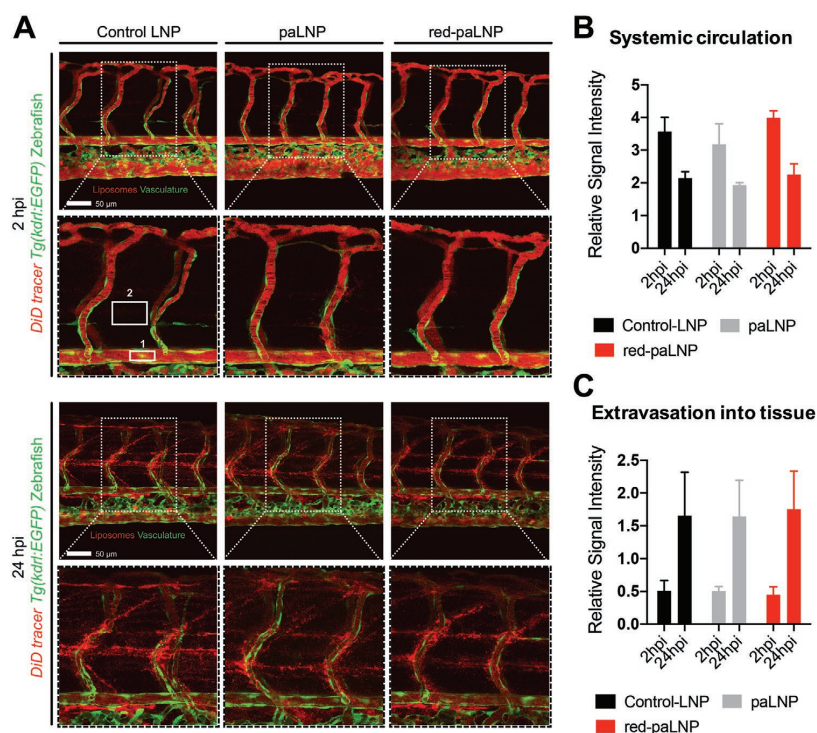 A
Control LNP
paLNP
red-paLNP
2 hpi
DiD tracer Tg(kdrl:EGFP) Zebrafish
Liposomes Vasculature
50 µm
2
1
24 hpi
DiD tracer Tg(kdrl:EGFP) Zebrafish
Liposomes Vasculature
50 µm
B
Systemic circulation
Relative Signal Intensity
5
4
3
2
1
0
2hpi
24hpi
2hpi
24hpi
2hpi
24hpi
Control-LNP
paLNP
red-paLNP
C
Extravasation into tissue
Relative Signal Intensity
2.5
2.0
1.5
1.0
0.5
0.0
2hpi
24hpi
2hpi
24hpi
2hpi
24hpi
Control-LNP
paLNP
red-paLNP